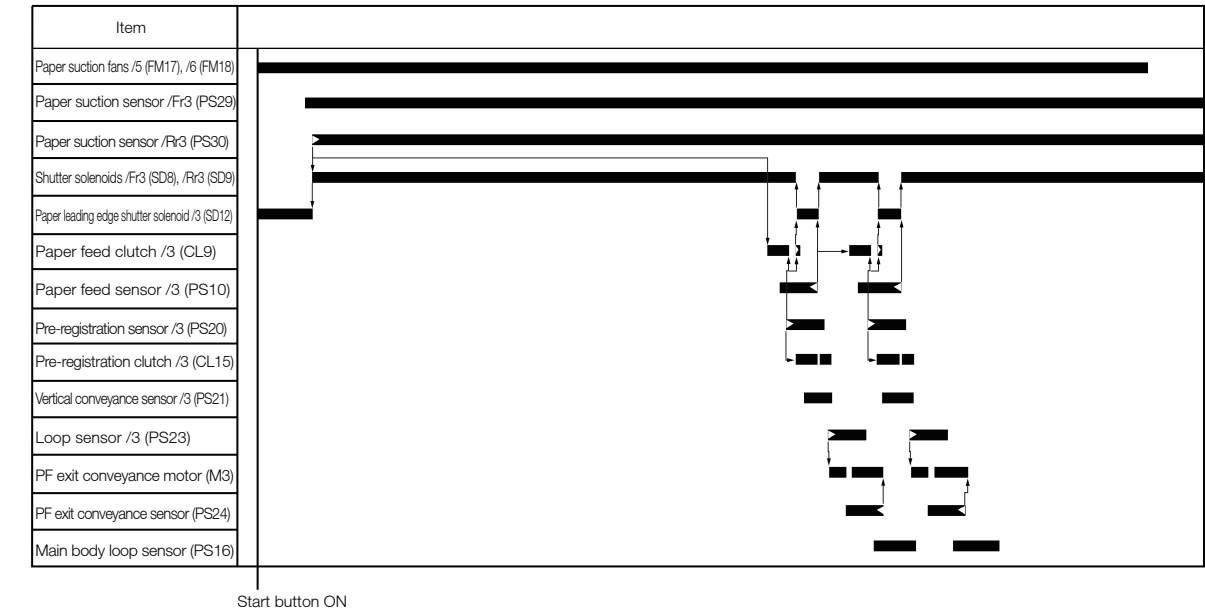 Item
Paper suction fans /5 (FM17), /6 (FM18)
Paper suction sensor /Fr3 (PS29)
Paper suction sensor /Rr3 (PS30)
Shutter solenoids /Fr3 (SD8), /Rr3 (SD9)
Paper leading edge shutter solenoid /3 (SD12)
Paper feed clutch /3 (CL9)
Paper feed sensor /3 (PS10)
Pre-registration sensor /3 (PS20)
Pre-registration clutch /3 (CL15)
Vertical conveyance sensor /3 (PS21)
Loop sensor /3 (PS23)
PF exit conveyance motor (M3)
PF exit conveyance sensor (PS24)
Main body loop sensor (PS16)
Start button ON